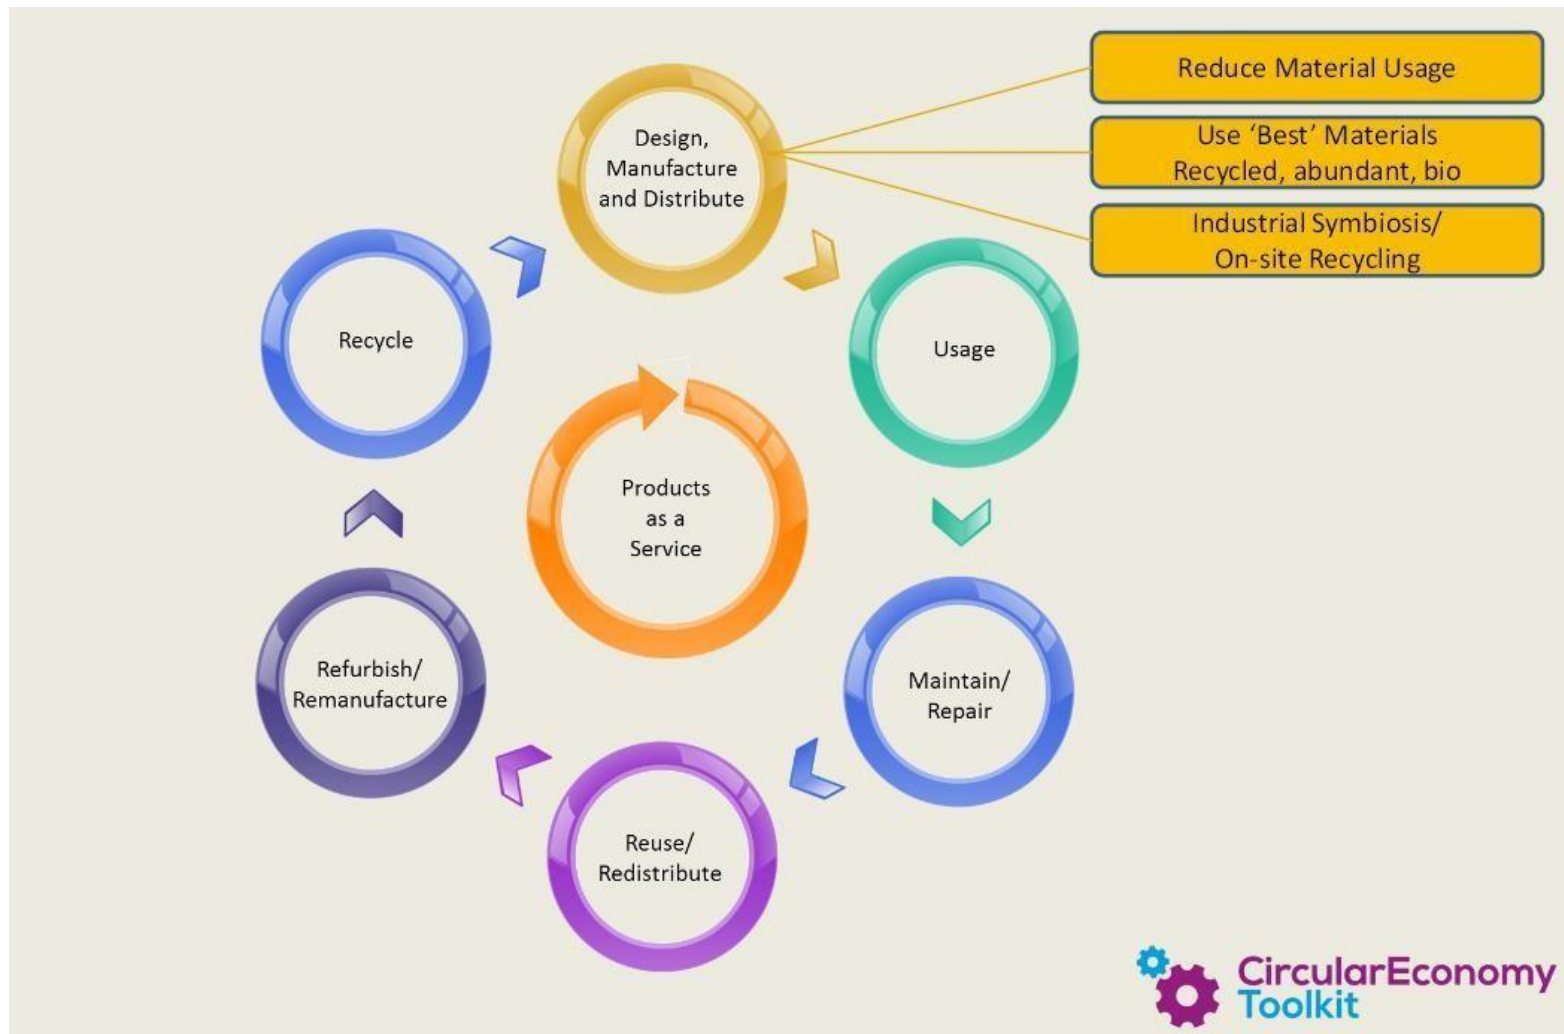 Reduce Material Usage
Use ‘Best’ Materials
Recycled, abundant, bio
Industrial Symbiosis/
On-site Recycling
Design,
Manufacture
and Distribute
Usage
Maintain/
Repair
Reuse/
Redistribute
Refurbish/
Remanufacture
Recycle
Products
as a
Service
CircularEconomy
Toolkit